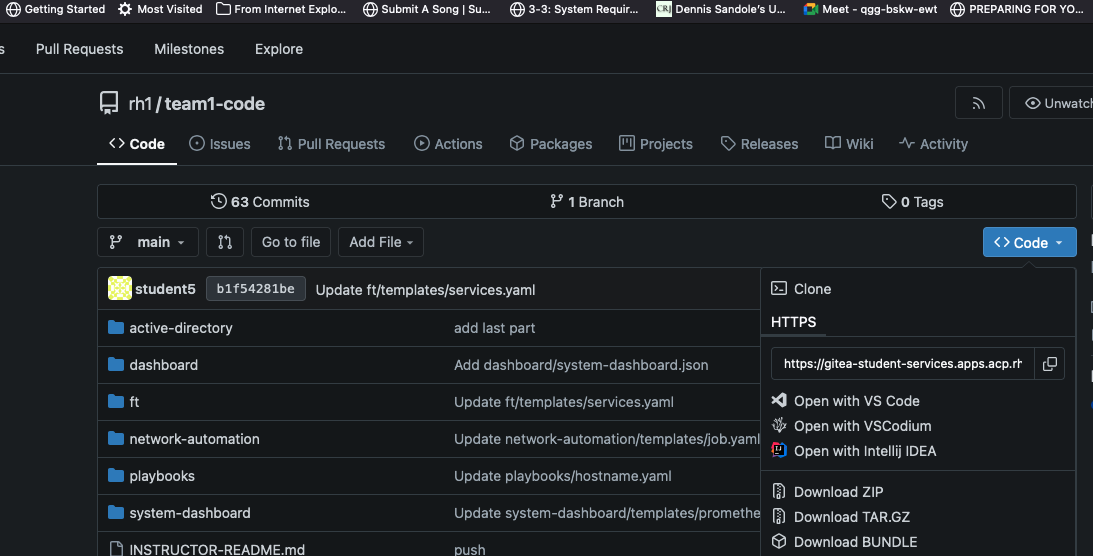 Getting Started Most Visited From Internet Explo... Submit A Song | Su... 3-3: System Requir... CRJ Dennis Sandole's U... Meet - qgg-bskw-ewt PREPARING FOR YO...
s Pull Requests Milestones Explore
rh1/team1-code
Unwatch
Code Issues Pull Requests Actions Packages Projects Releases Wiki Activity
63 Commits 1 Branch 0 Tags
main Go to file Add File Code
student5 b1f54281be Update ft/templates/services.yaml
Clone
HTTPS
active-directory add last part
dashboard Add dashboard/system-dashboard.json https://gitea-student-services.apps.acp.rh
ft Update ft/templates/services.yaml Open with VS Code
Open with VSCodium
network-automation Update network-automation/templates/job.yaml Open with Intellij IDEA
playbooks Update playbooks/hostname.yaml
Download ZIP
system-dashboard Update system-dashboard/templates/promethe Download TAR.GZ
INSTRUCTOR-README.md push Download BUNDLE